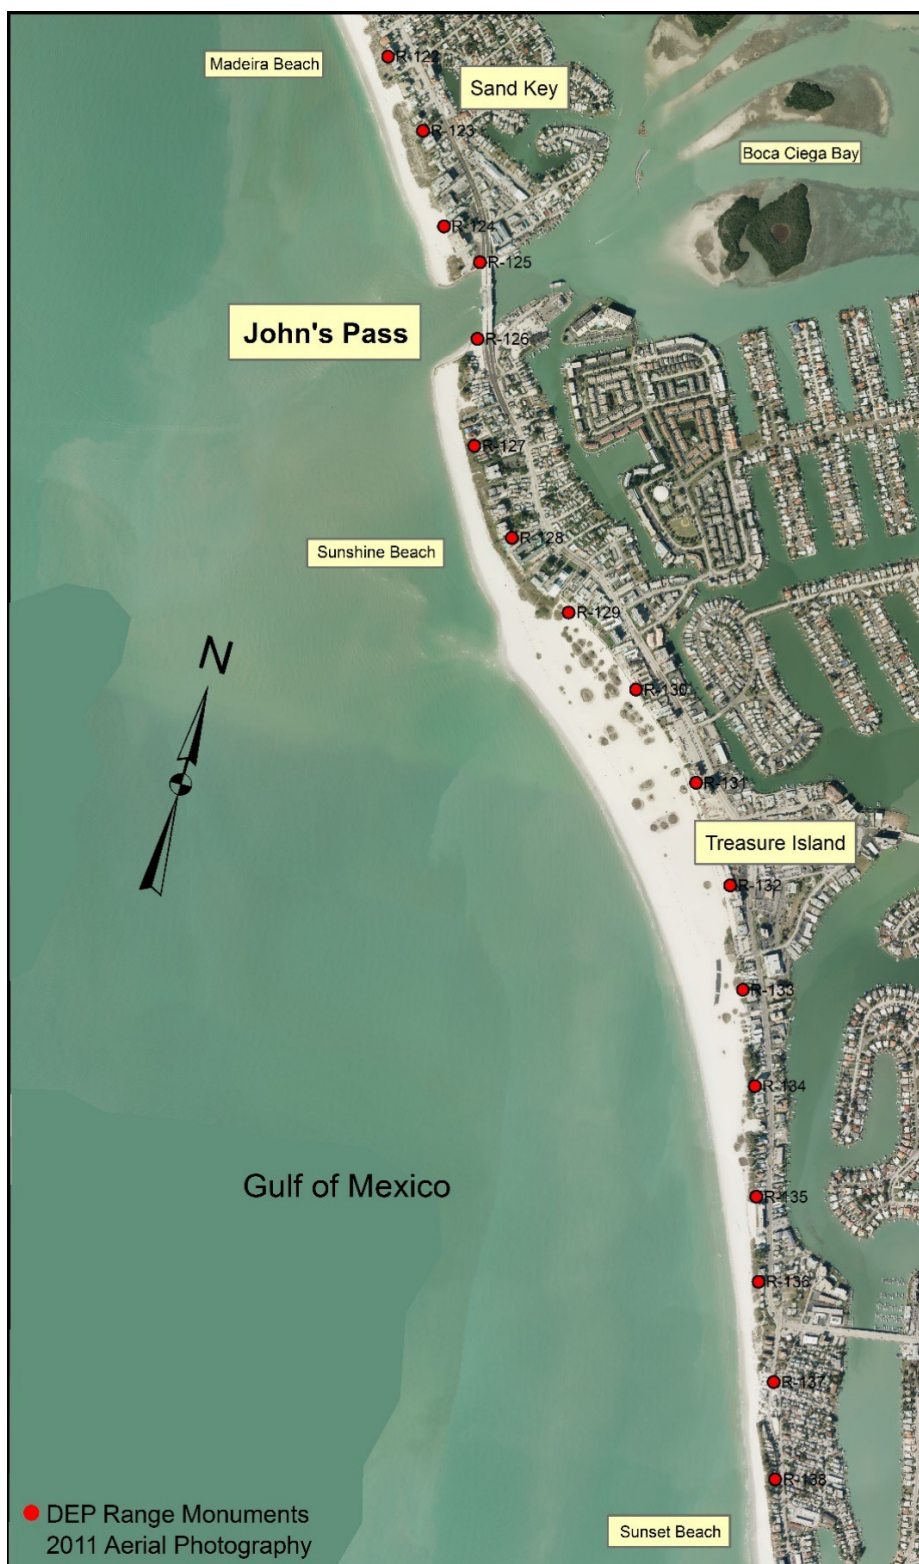 Madeira Beach
R-122
Sand Key
R-123
Boca Ciega Bay
R-124
R-125
John's Pass
R-126
R-127
R-128
Sunshine Beach
R-129
N
R-130
R-131
Treasure Island
R-132
R-133
R-134
Gulf of Mexico
R-135
R-136
R-137
R-138
DEP Range Monuments
2011 Aerial Photography
Sunset Beach